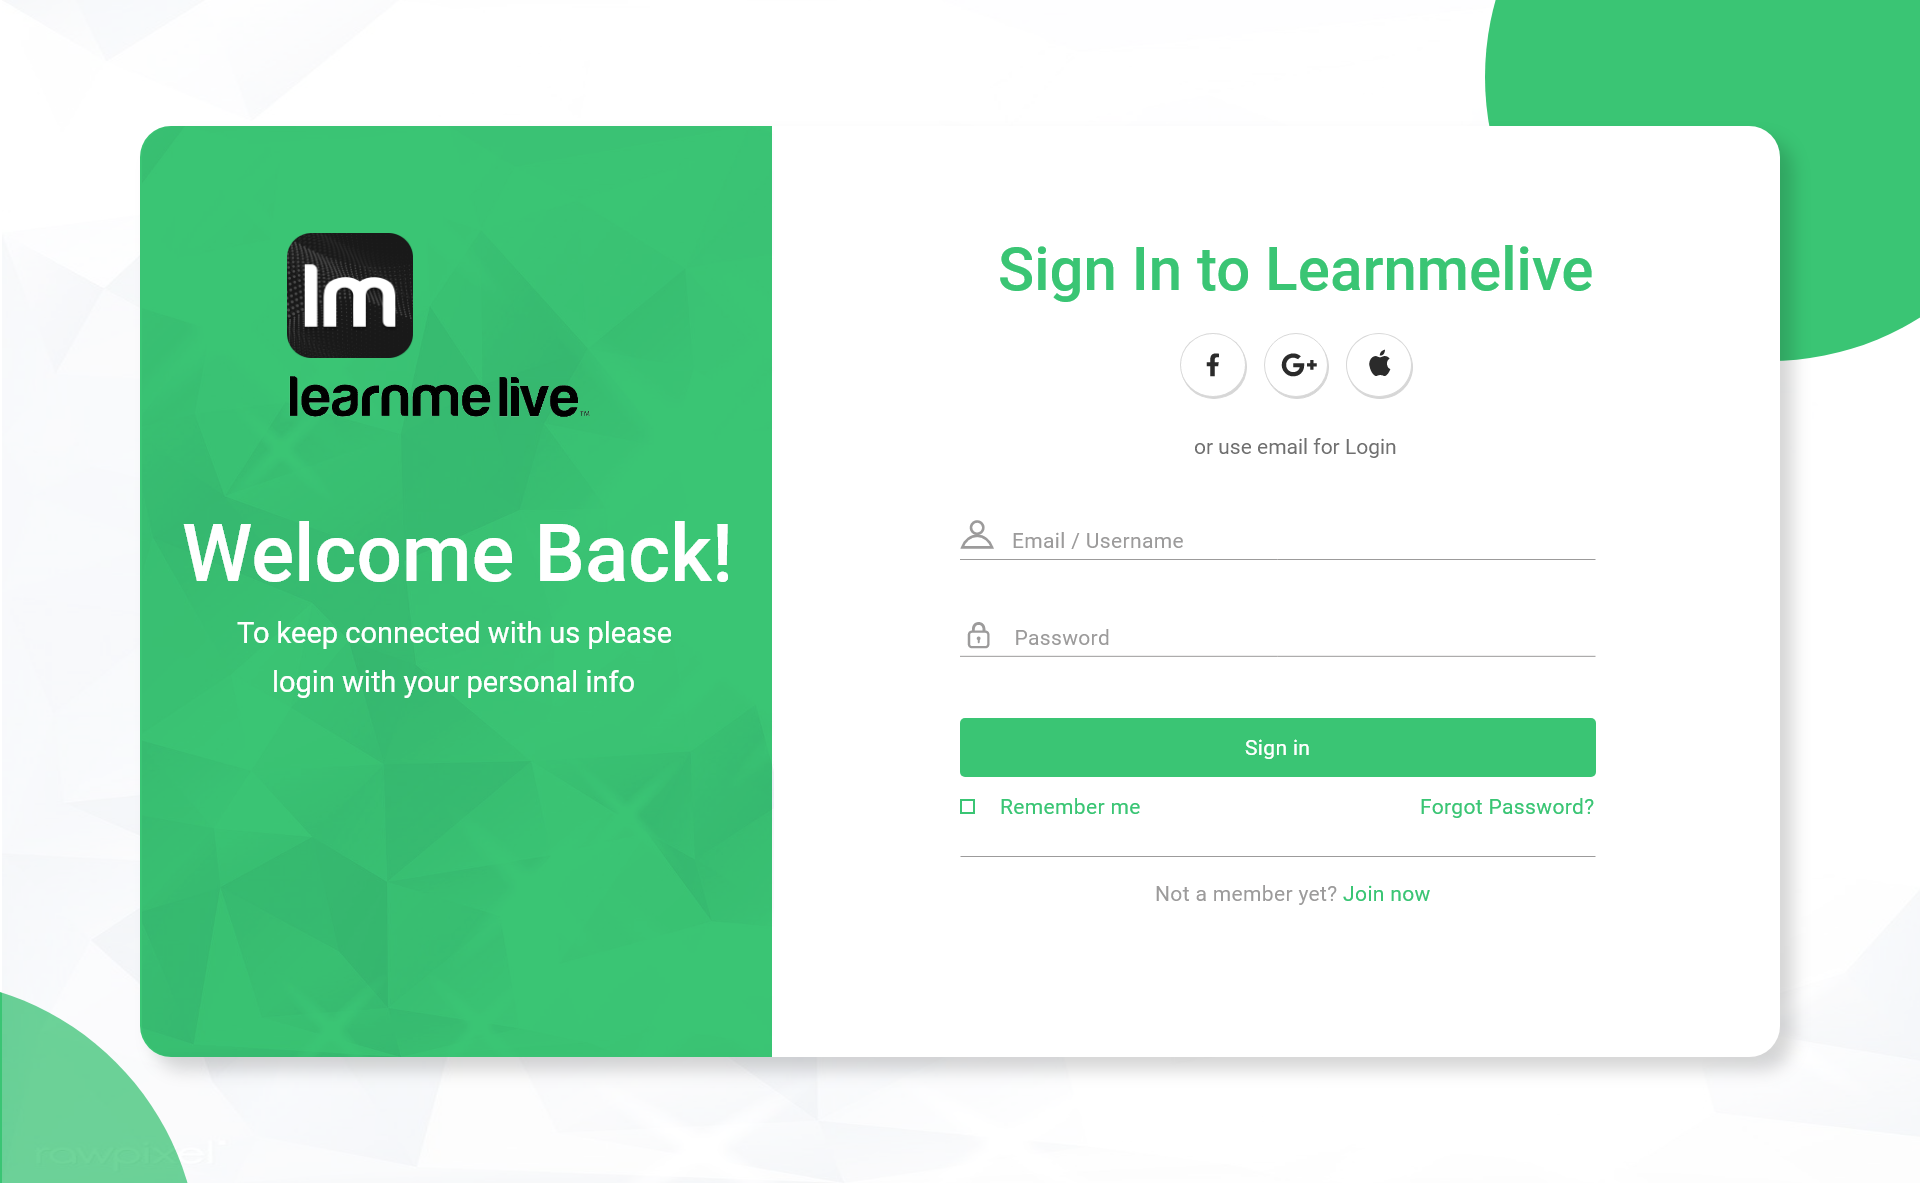 lm
learnme live™
Welcome Back!
To keep connected with us please
login with your personal info
Sign In to Learnmelive
f G+
or use email for Login
Email / Username
Password
Sign in
Remember me
Forgot Password?
Not a member yet? Join now
rawpixel